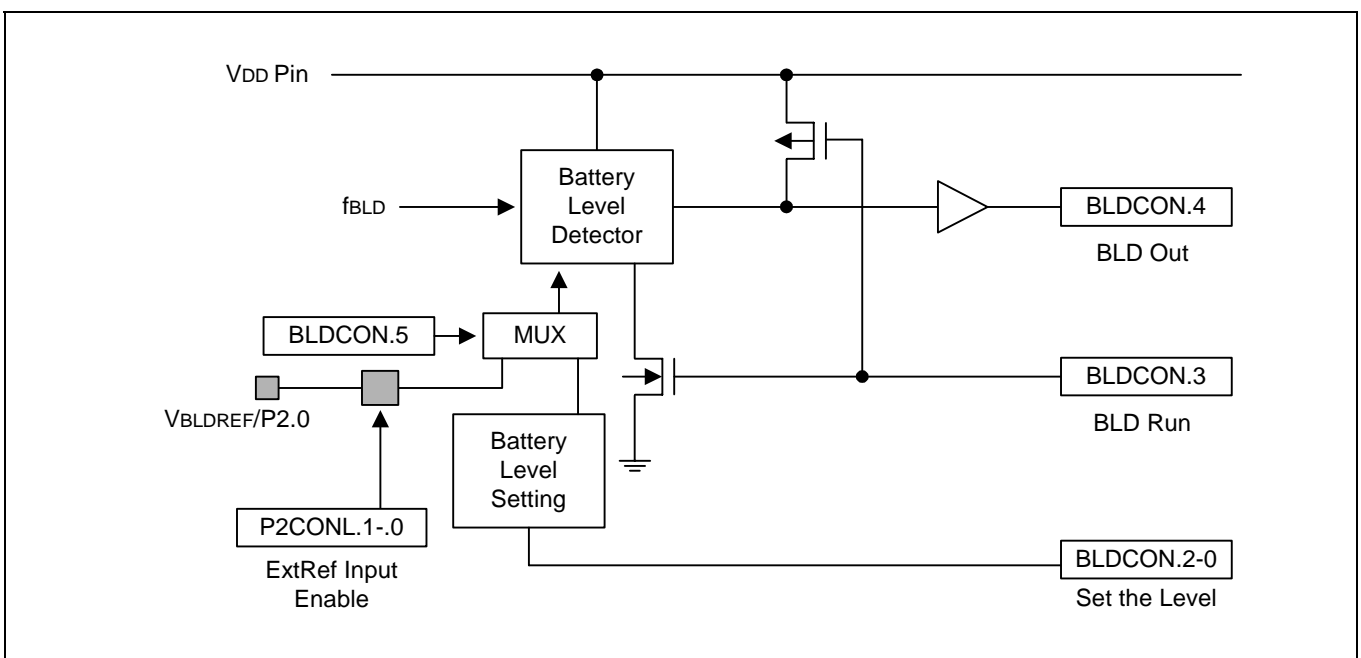 VDD Pin
Battery
Level
Detector
fBLD
BLDCON.4
BLD Out
BLDCON.5
MUX
VBLDREF/P2.0
BLDCON.3
BLD Run
Battery
Level
Setting
P2CONL.1-.0
ExtRef Input
Enable
BLDCON.2-0
Set the Level